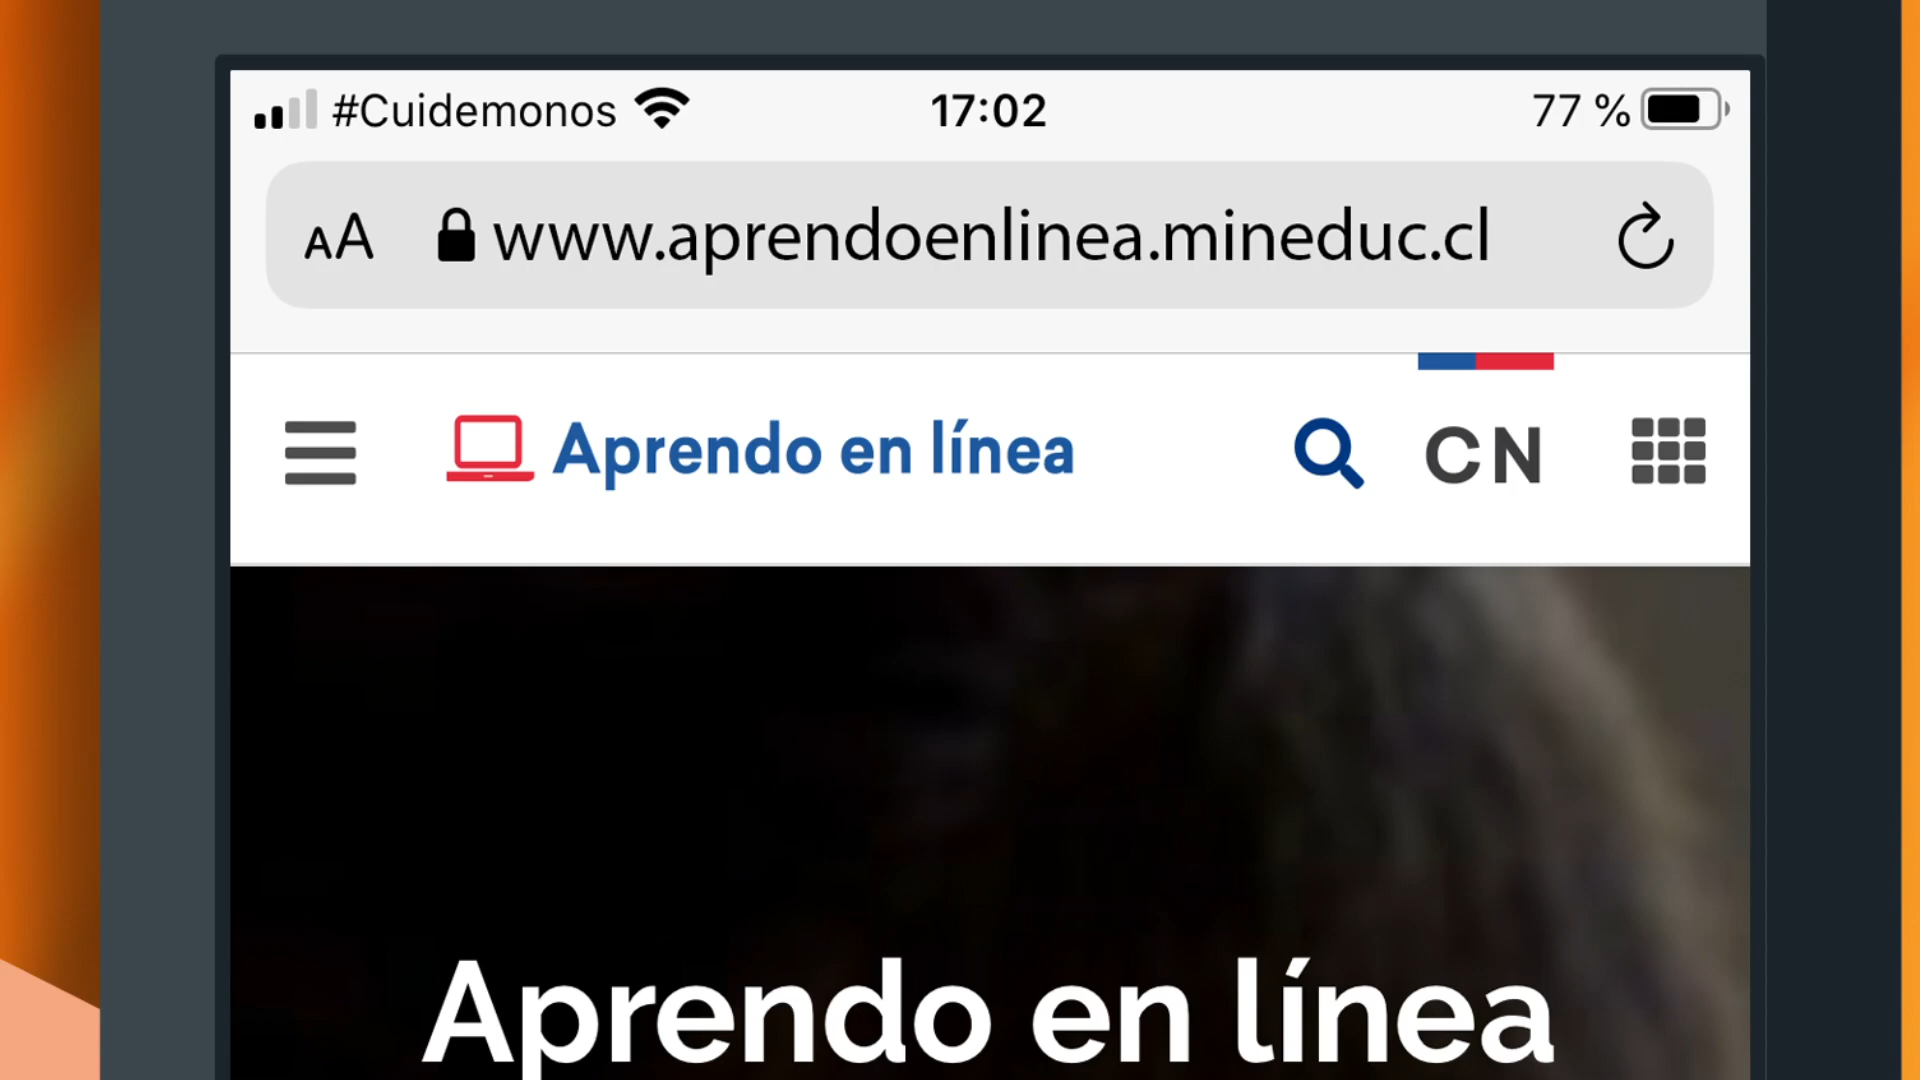 #Cuidemonos 17:02 77 %
AA www.aprendoenlinea.mineduc.cl
Aprendo en línea CN
Aprendo en línea